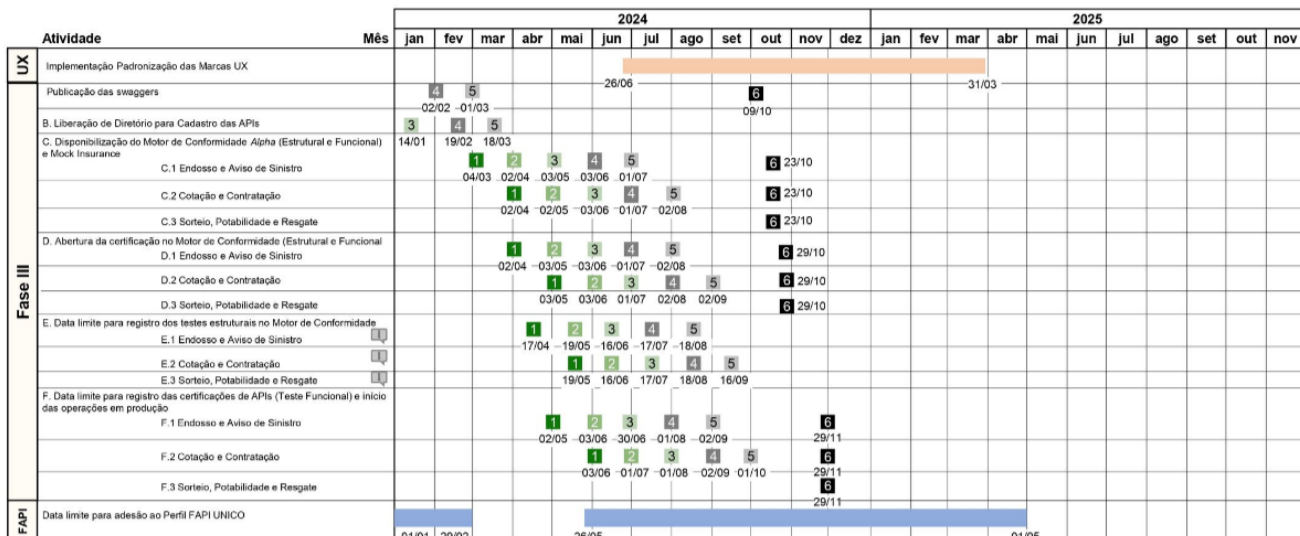 2024 2025
Atividade Mês jan fev mar abr mai jun jul ago set out nov dez jan fev mar abr mai jun jul ago set out nov
UX
Implementação Padronização das Marcas UX
26/06 31/03
Fase III
Publicação das swaggers 4 5 6
02/02 01/03 09/10
B. Liberação de Diretório para Cadastro das APIs 3 4 5
14/01 19/02 18/03
C. Disponibilização do Motor de Conformidade Alpha (Estrutural e Funcional)
e Mock Insurance
C.1 Endosso e Aviso de Sinistro 1 2 3 4 5 6 23/10
04/03 02/04 03/05 03/06 01/07
C.2 Cotação e Contratação 1 2 3 4 5 6 23/10
02/04 02/05 03/06 01/07 02/08
C.3 Sorteio, Potabilidade e Resgate 6 23/10
D. Abertura da certificação no Motor de Conformidade (Estrutural e Funcional
D.1 Endosso e Aviso de Sinistro 1 2 3 4 5 6 29/10
02/04 03/05 03/06 01/07 02/08
D.2 Cotação e Contratação 1 2 3 4 5 6 29/10
03/05 03/06 01/07 02/08 02/09
D.3 Sorteio, Potabilidade e Resgate 6 29/10
E. Data limite para registro dos testes estruturais no Motor de Conformidade
E.1 Endosso e Aviso de Sinistro 1 2 3 4 5
17/04 19/05 16/06 17/07 18/08
E.2 Cotação e Contratação 1 2 3 4 5
19/05 16/06 17/07 18/08 16/09
E.3 Sorteio, Potabilidade e Resgate
F. Data limite para registro das certificações de APIs (Teste Funcional) e início
das operações em produção
F.1 Endosso e Aviso de Sinistro 1 2 3 4 5 6
02/05 03/06 30/06 01/08 02/09 29/11
F.2 Cotação e Contratação 1 2 3 4 5 6
03/06 01/07 01/08 02/09 01/10 29/11
F.3 Sorteio, Potabilidade e Resgate 6
29/11
FAPI
Data limite para adesão ao Perfil FAPI UNICO
01/01 29/02 26/05 01/05